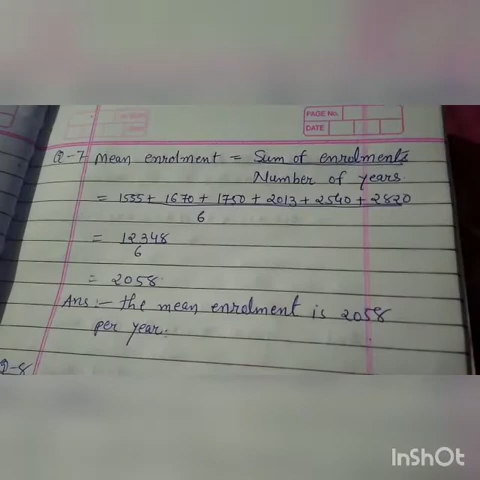 PAGE No.
DATE
Q-7 Mean enrolment = Sum of enrolments
Number of years
= 1555 + 1670 + 1750 + 2013 + 2540 + 2820
6
= 12348
6
= 2058
Ans :- the mean enrolment is 2058
per year.
Q-8
InShOt